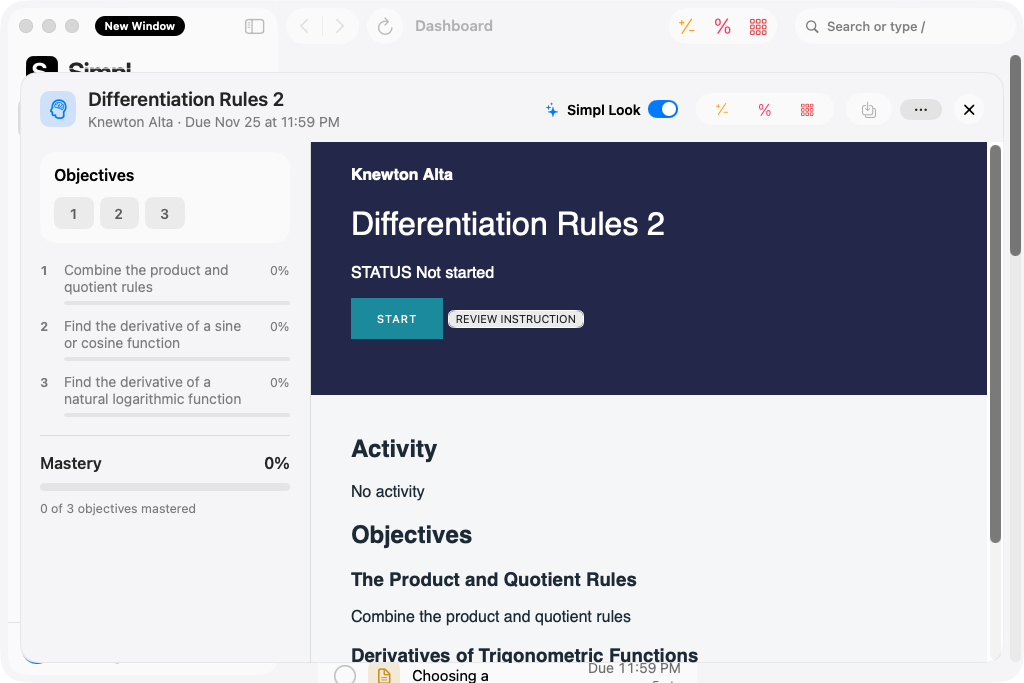 New Window
Dashboard
Search or type /
Simpl
Differentiation Rules 2
Knewton Alta · Due Nov 25 at 11:59 PM
Simpl Look
Objectives
1 2 3
1 Combine the product and quotient rules 0%
2 Find the derivative of a sine or cosine function 0%
3 Find the derivative of a natural logarithmic function 0%
Mastery 0%
0 of 3 objectives mastered
Knewton Alta
Differentiation Rules 2
STATUS Not started
START
REVIEW INSTRUCTION
Activity
No activity
Objectives
The Product and Quotient Rules
Combine the product and quotient rules
Derivatives of Trigonometric Functions
Choosing a
Due 11:59 PM